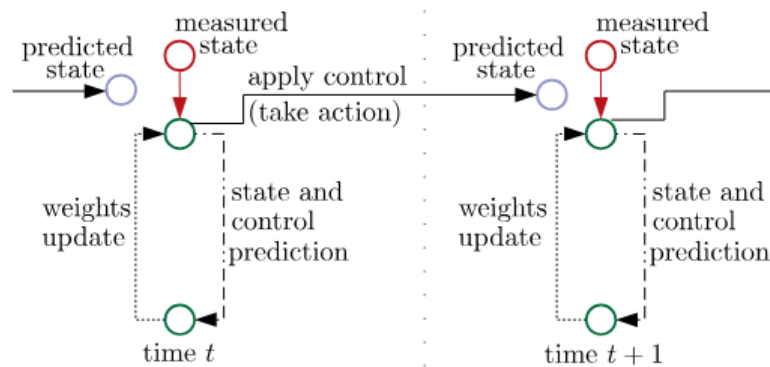 predicted
state
measured
state
apply control
(take action)
weights
update
state and
control
prediction
time t
predicted
state
measured
state
weights
update
state and
control
prediction
time t + 1